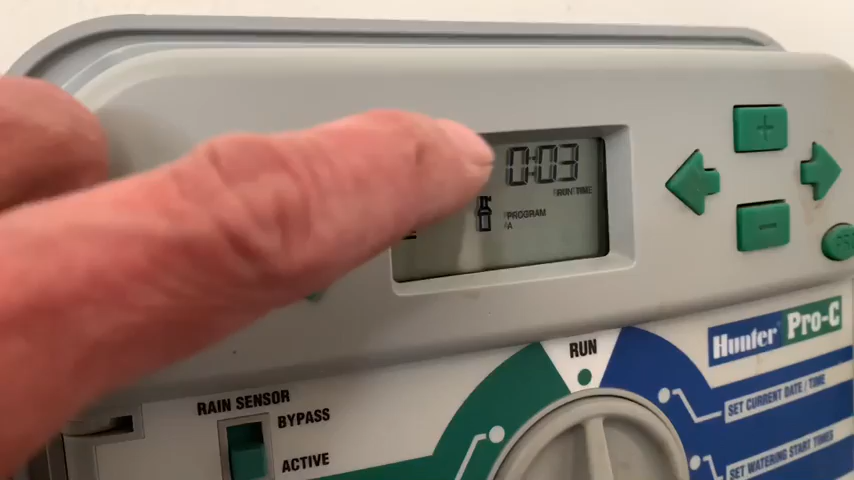 0:03
RUN TIME
PROGRAM
A
+
-
Hunter Pro-C
RUN
RAIN SENSOR
BYPASS
ACTIVE
SET CURRENT DATE / TIME
SET WATERING START TIMES